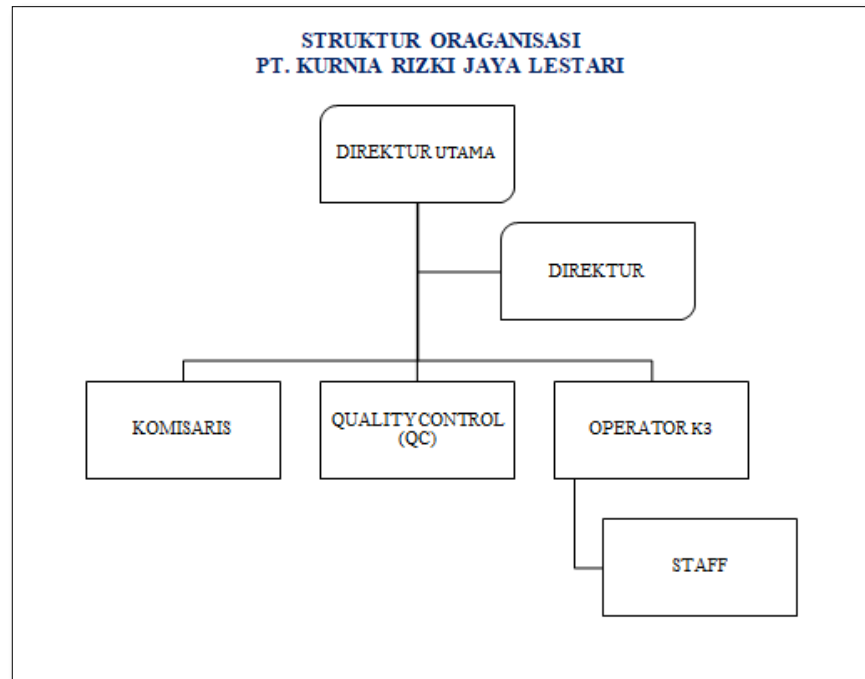 STRUKTUR ORAGANISASI
PT. KURNIA RIZKI JAYA LESTARI
DIREKTUR UTAMA
DIREKTUR
KOMISARIS
QUALITY CONTROL
(QC)
OPERATOR K3
STAFF